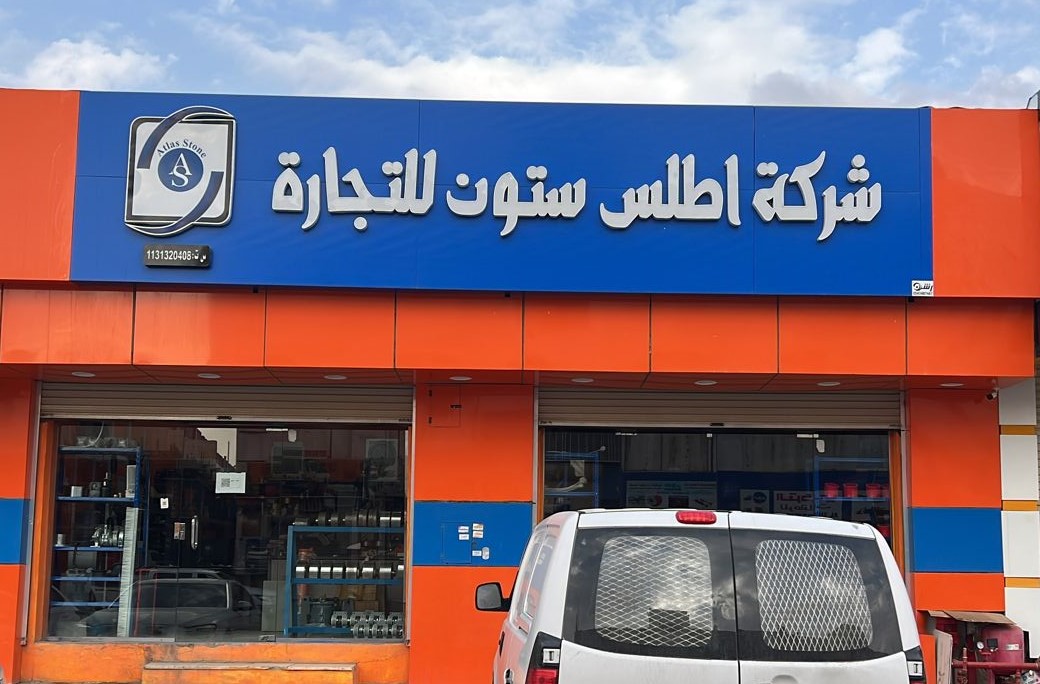 شركة اطلس ستون للتجارة
Atlas Stone
AS
س ت:1131320408